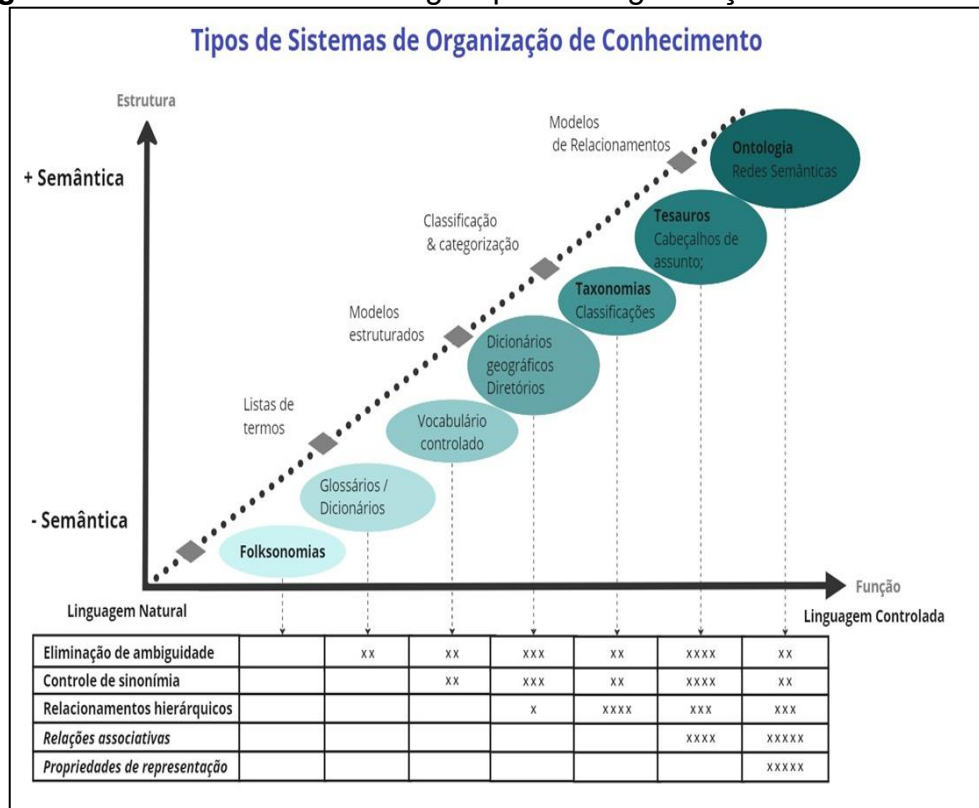 Tipos de Sistemas de Organização de Conhecimento
Estrutura
+ Semântica
- Semântica
Modelos
de Relacionamentos
Classificação
& categorização
Modelos
estruturados
Listas de
termos
Ontologia
Redes Semânticas
Tesauros
Cabeçalhos de
assunto;
Taxonomias
Classificações
Dicionários
geográficos
Diretórios
Vocabulário
controlado
Glossários /
Dicionários
Folksonomias
Função
Linguagem Natural
Linguagem Controlada
Eliminação de ambiguidade xx xx xxx xx xxxx xx
Controle de sinonímia xx xxx xx xxxx xx
Relacionamentos hierárquicos x xxxx xxx xxx
Relações associativas xxxx xxxxx
Propriedades de representação xxxxx